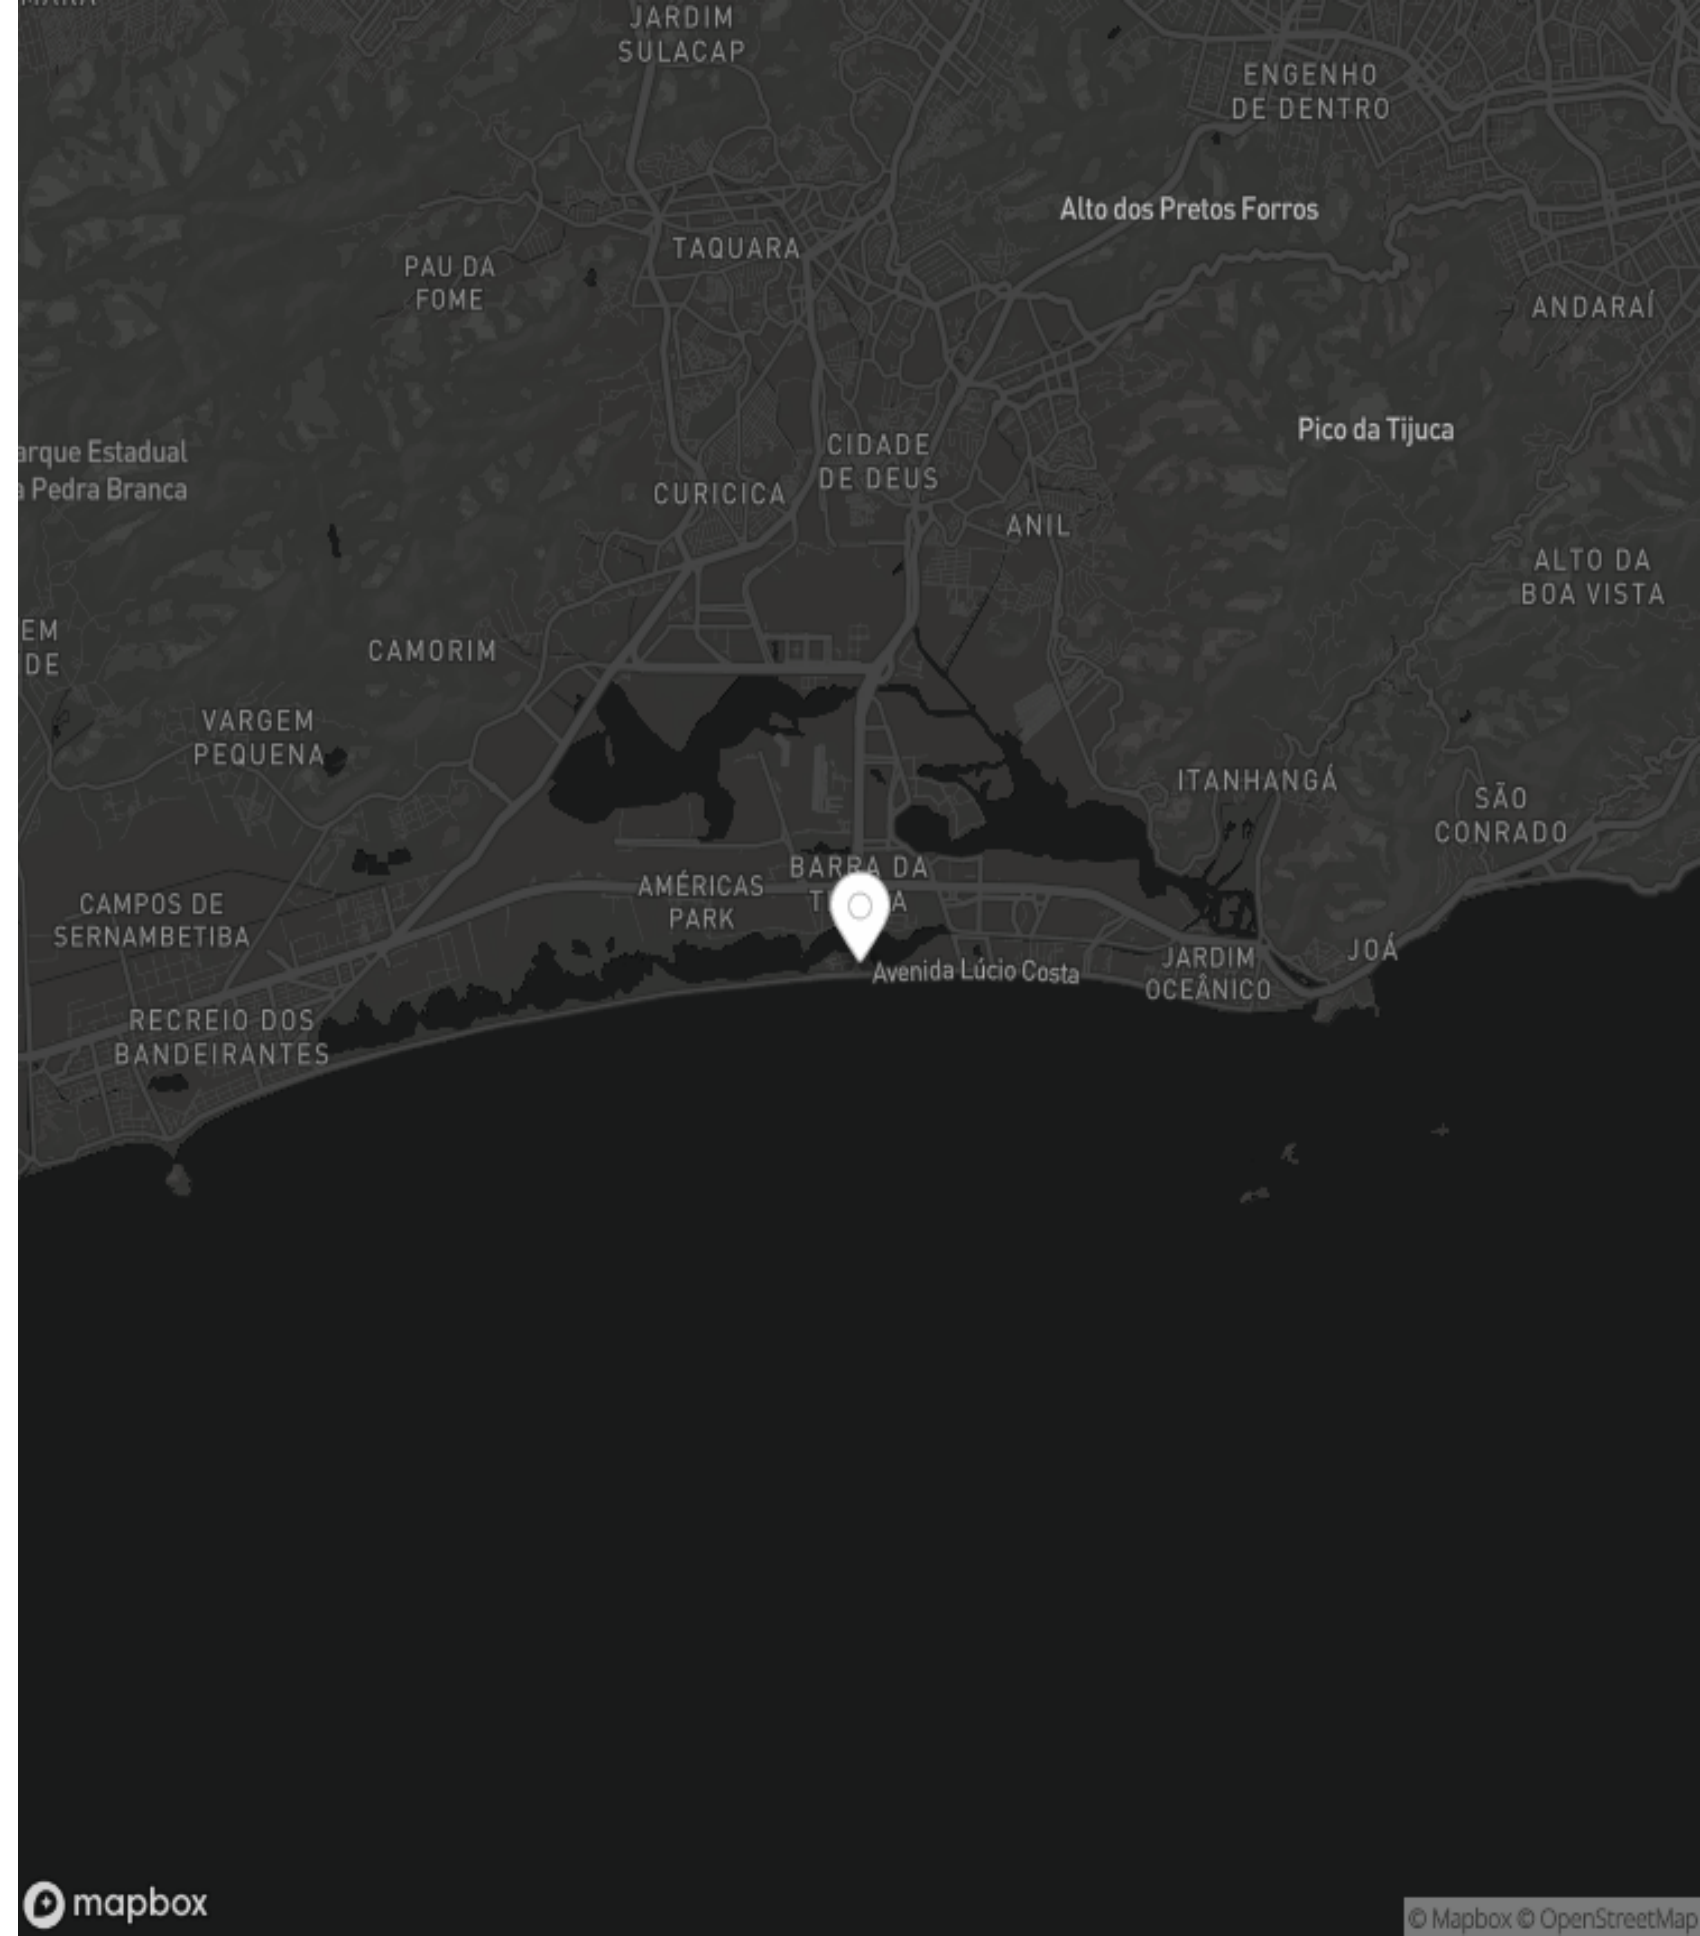 JARDIM
SULACAP
ENGENHO
DE DENTRO
Alto dos Pretos Forros
TAQUARA
PAU DA
FOME
ANDARAÍ
Pico da Tijuca
CIDADE
DE DEUS
arque Estadual
a Pedra Branca
CURICICA
ANIL
ALTO DA
BOA VISTA
EM
DE
CAMORIM
VARGEM
PEQUENA
ITANHANGÁ
SÃO
CONRADO
BARRA DA
AMÉRICAS
PARK
CAMPOS DE
SERNAMBETIBA
JOÁ
JARDIM
OCEÂNICO
Avenida Lúcio Costa
RECREIO DOS
BANDEIRANTES
mapbox
© Mapbox © OpenStreetMap